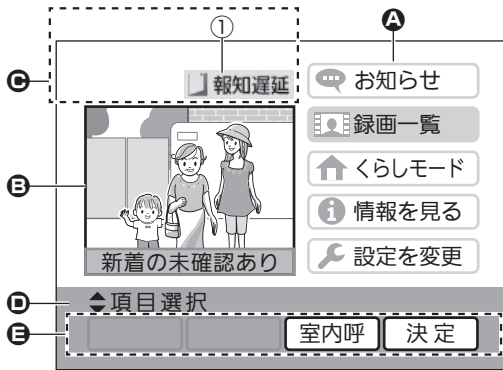 ① Ⓐ
Ⓒ 報知遅延 お知らせ
録画一覧
Ⓑ くらしモード
情報を見る
新着の未確認あり 設定を変更
Ⓓ 項目選択
Ⓔ 室内呼 決定